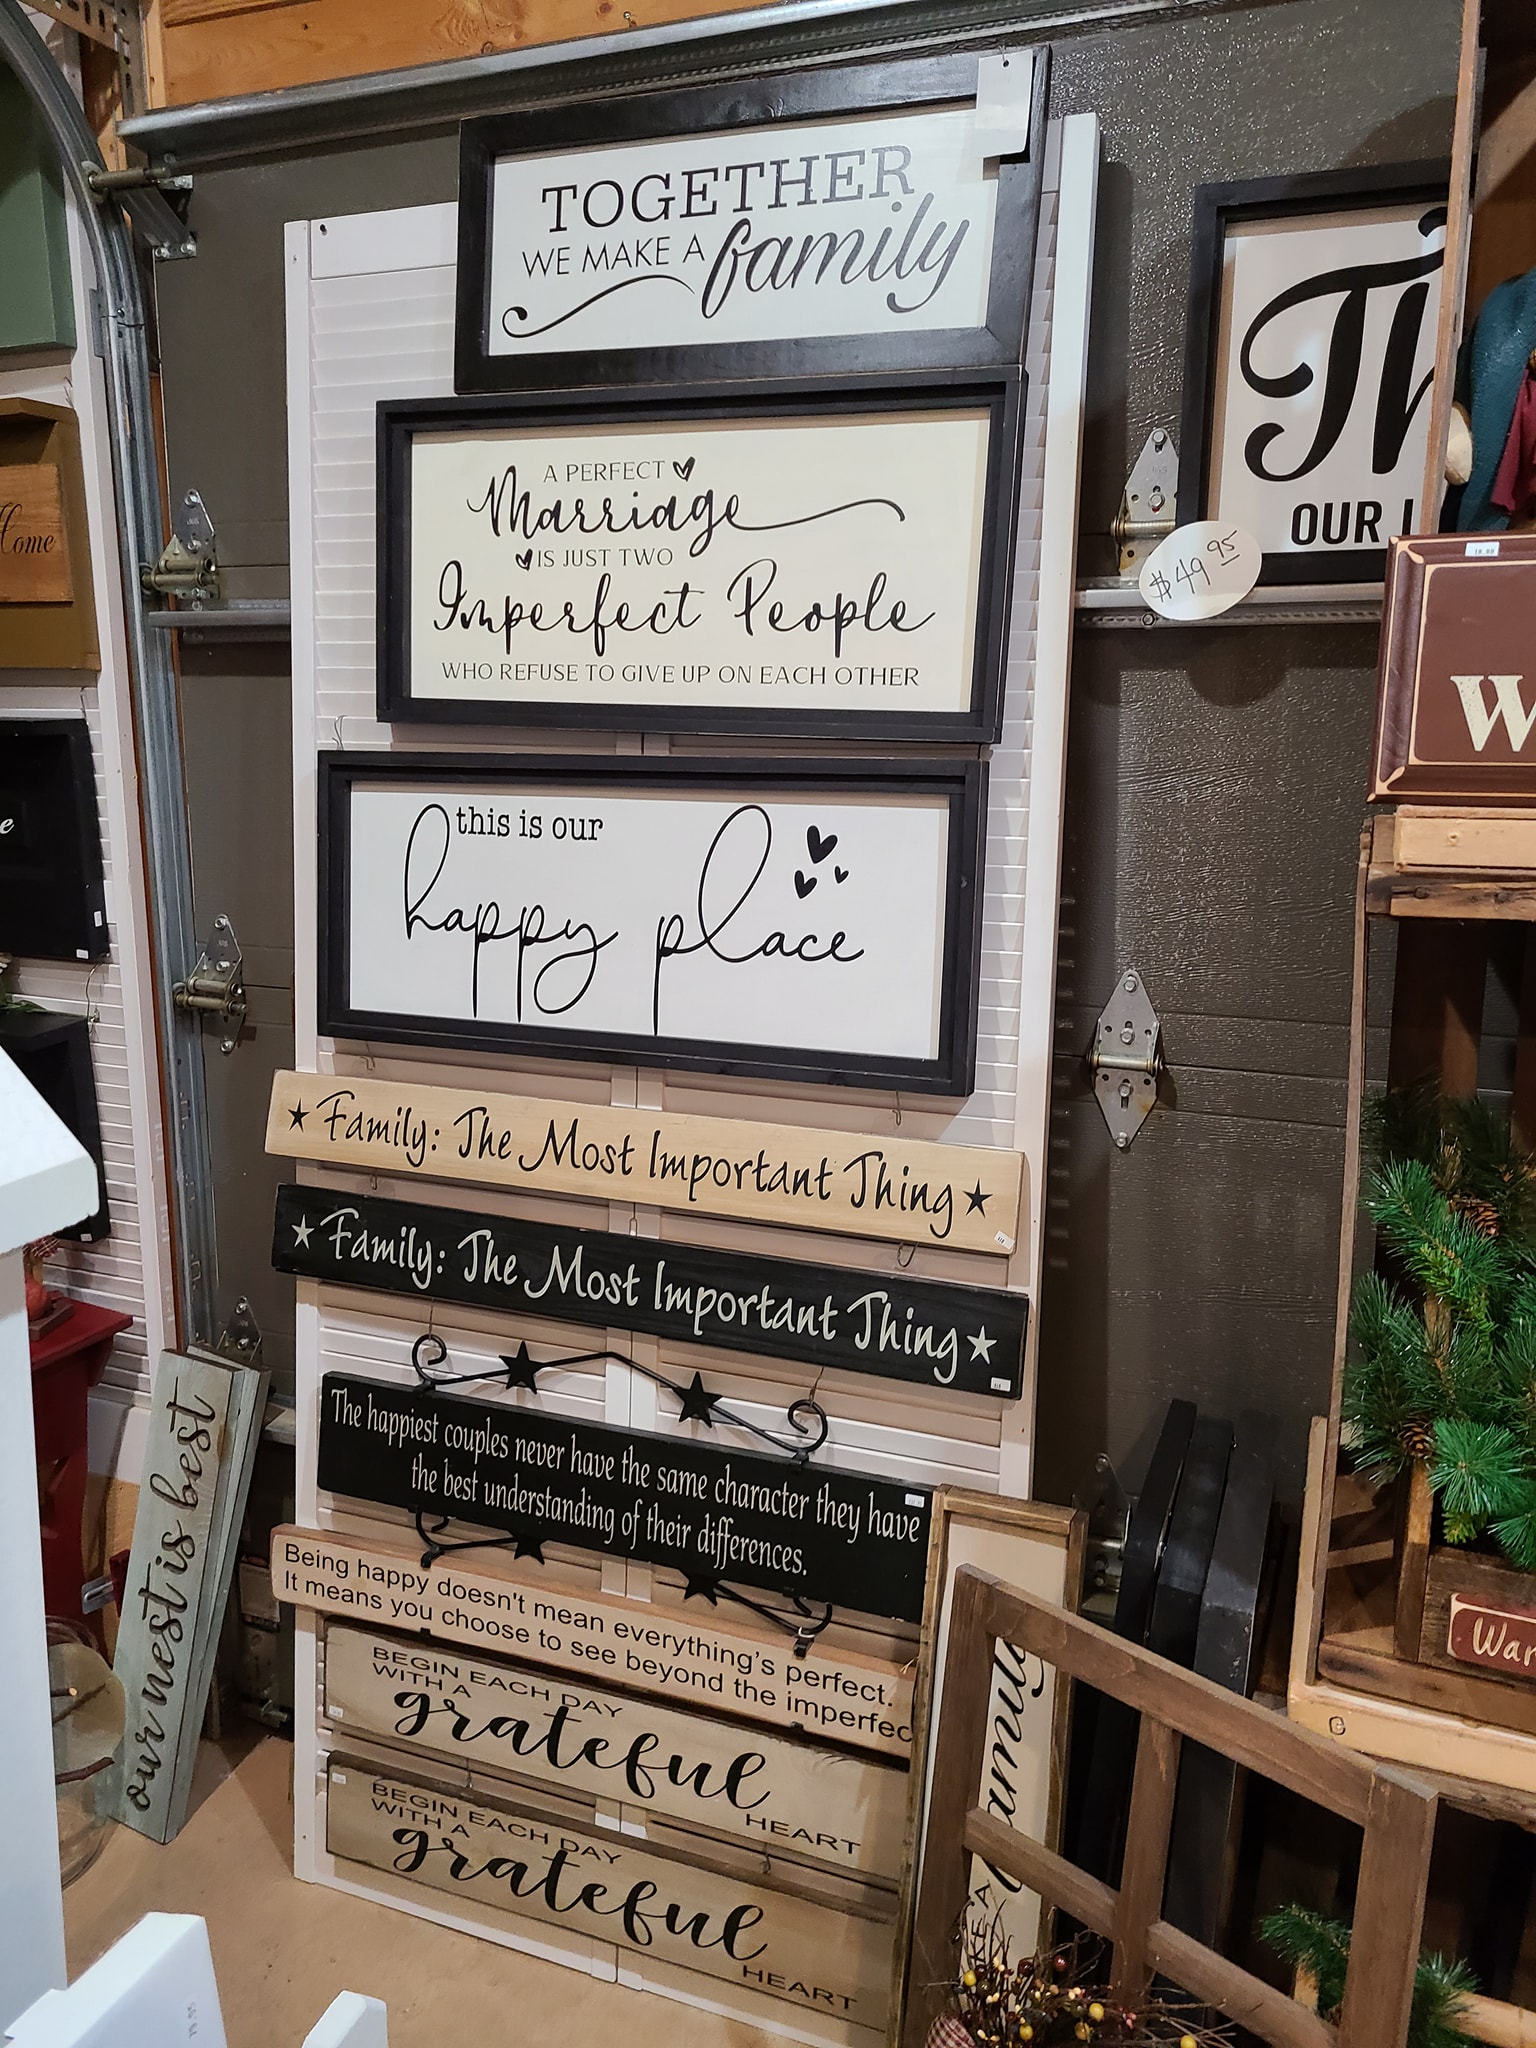 TOGETHER
WE MAKE A family
A PERFECT
Marriage
IS JUST TWO
Imperfect People
WHO REFUSE TO GIVE UP ON EACH OTHER
this is our
happy place
Family: The Most Important Thing
Family: The Most Important Thing
The happiest couples never have the same character they have
the best understanding of their differences.
Being happy doesn't mean everything's perfect.
It means you choose to see beyond the imperfec
BEGIN EACH DAY
WITH A
grateful
HEART
BEGIN EACH DAY
WITH A
grateful
HEART
our nest is best
Home
OUR
$49.95
W
family